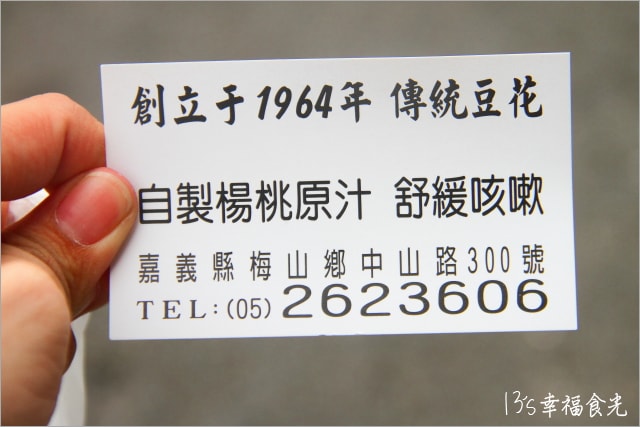 創立于1964年 傳統豆花
自製楊桃原汁 舒緩咳嗽
嘉義縣梅山鄉中山路300號
TEL:(05)2623606
13's幸福食光